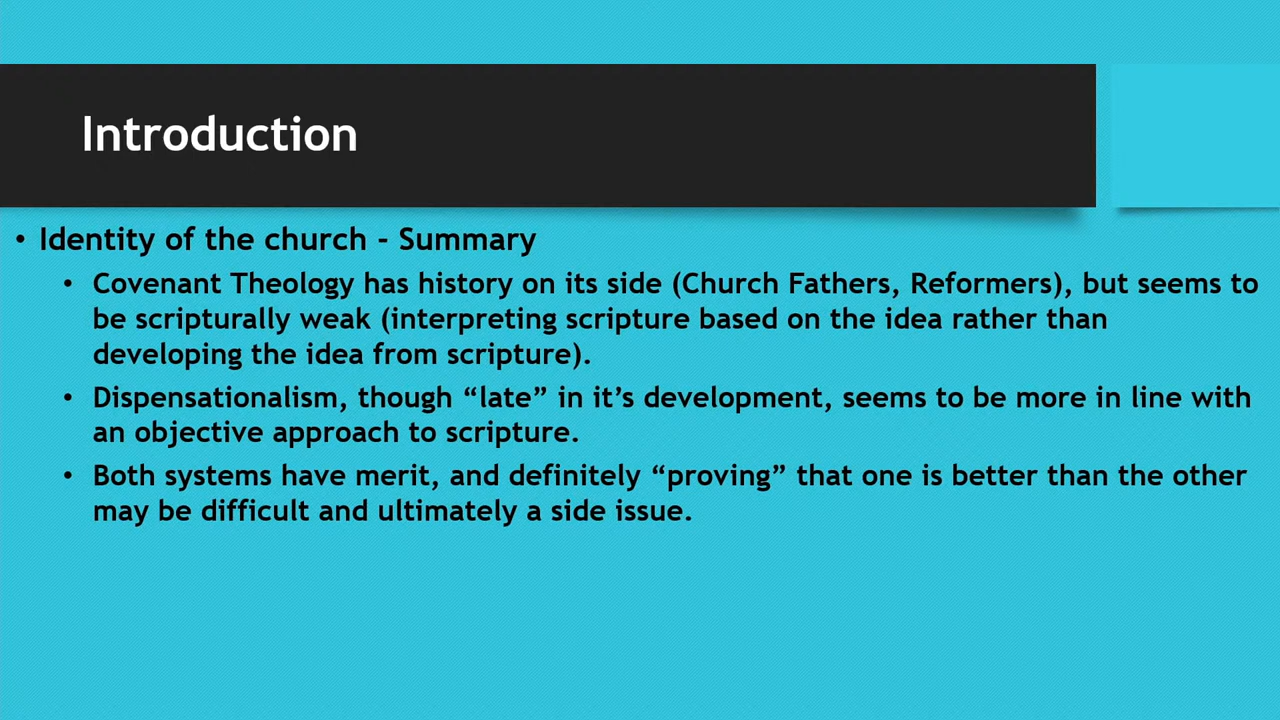 Introduction
• Identity of the church - Summary
• Covenant Theology has history on its side (Church Fathers, Reformers), but seems to
be scripturally weak (interpreting scripture based on the idea rather than
developing the idea from scripture).
• Dispensationalism, though “late” in it’s development, seems to be more in line with
an objective approach to scripture.
• Both systems have merit, and definitely “proving” that one is better than the other
may be difficult and ultimately a side issue.